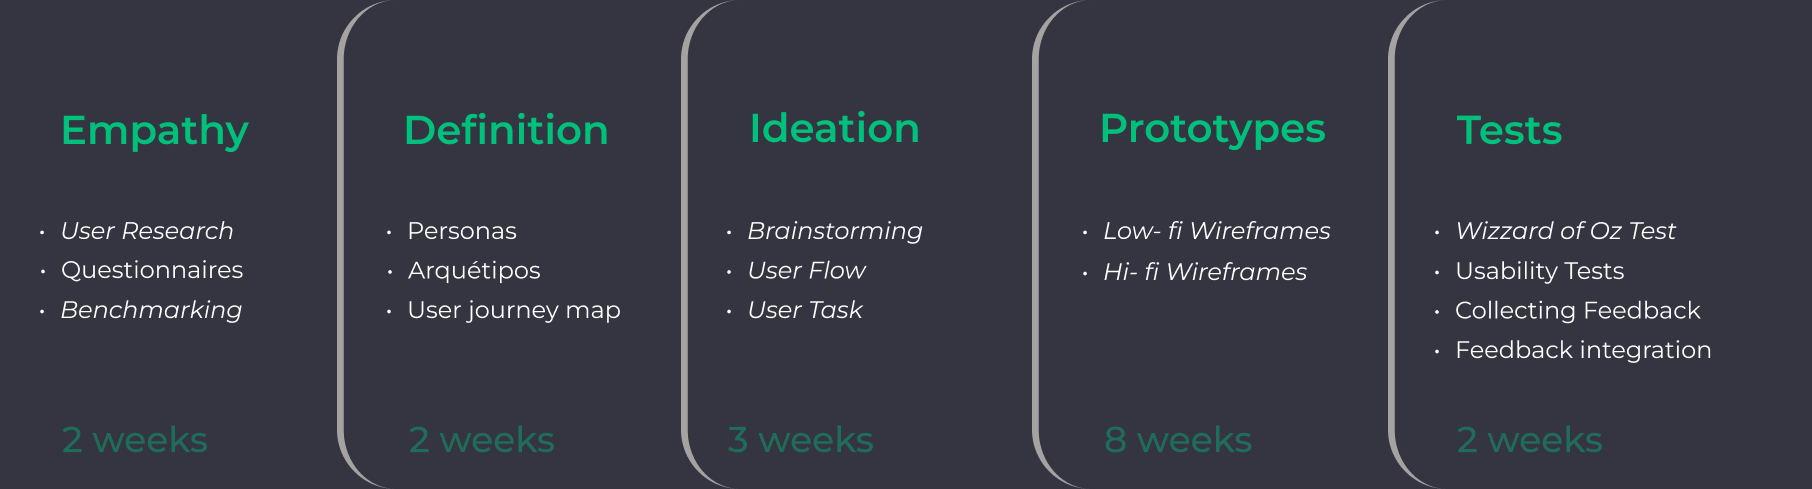 Empathy
• User Research
• Questionnaires
• Benchmarking
2 weeks
Definition
• Personas
• Arquétipos
• User journey map
2 weeks
Ideation
• Brainstorming
• User Flow
• User Task
3 weeks
Prototypes
• Low- fi Wireframes
• Hi- fi Wireframes
8 weeks
Tests
• Wizzard of Oz Test
• Usability Tests
• Collecting Feedback
• Feedback integration
2 weeks